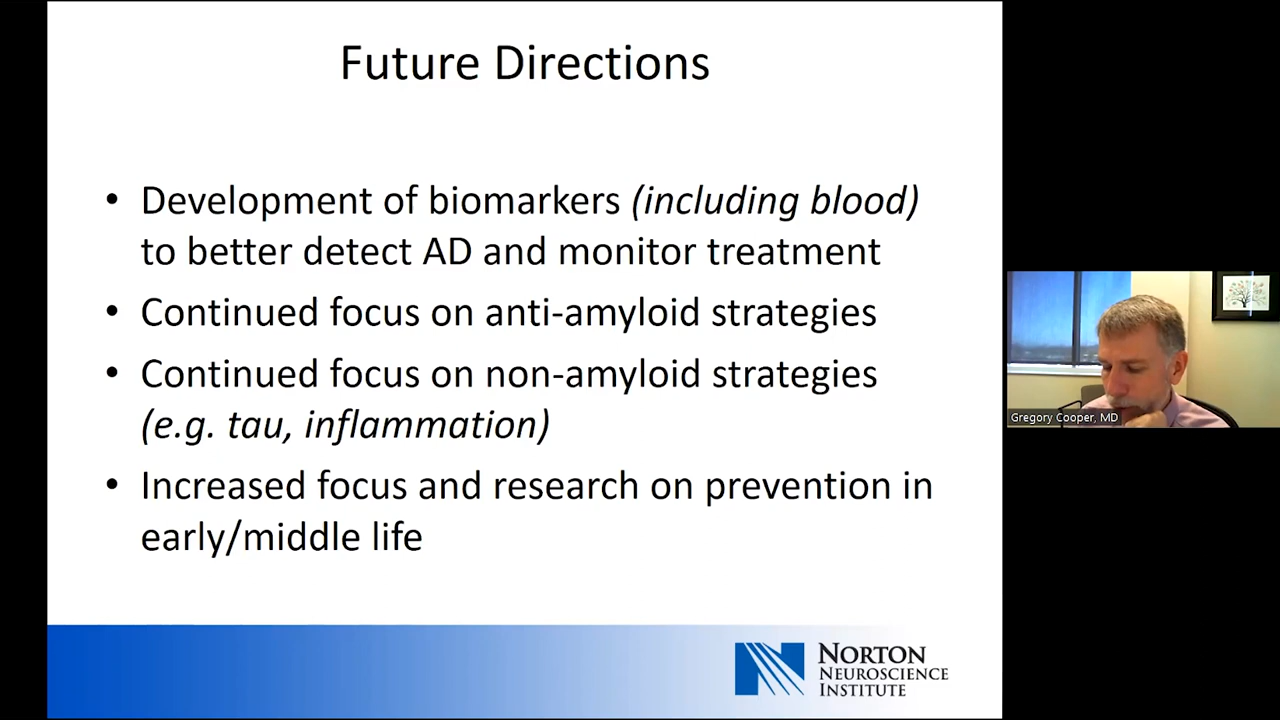 Future Directions
• Development of biomarkers (including blood)
to better detect AD and monitor treatment
• Continued focus on anti-amyloid strategies
• Continued focus on non-amyloid strategies
(e.g. tau, inflammation)
• Increased focus and research on prevention in
early/middle life
NORTON
NEUROSCIENCE
INSTITUTE
Gregory Cooper, MD